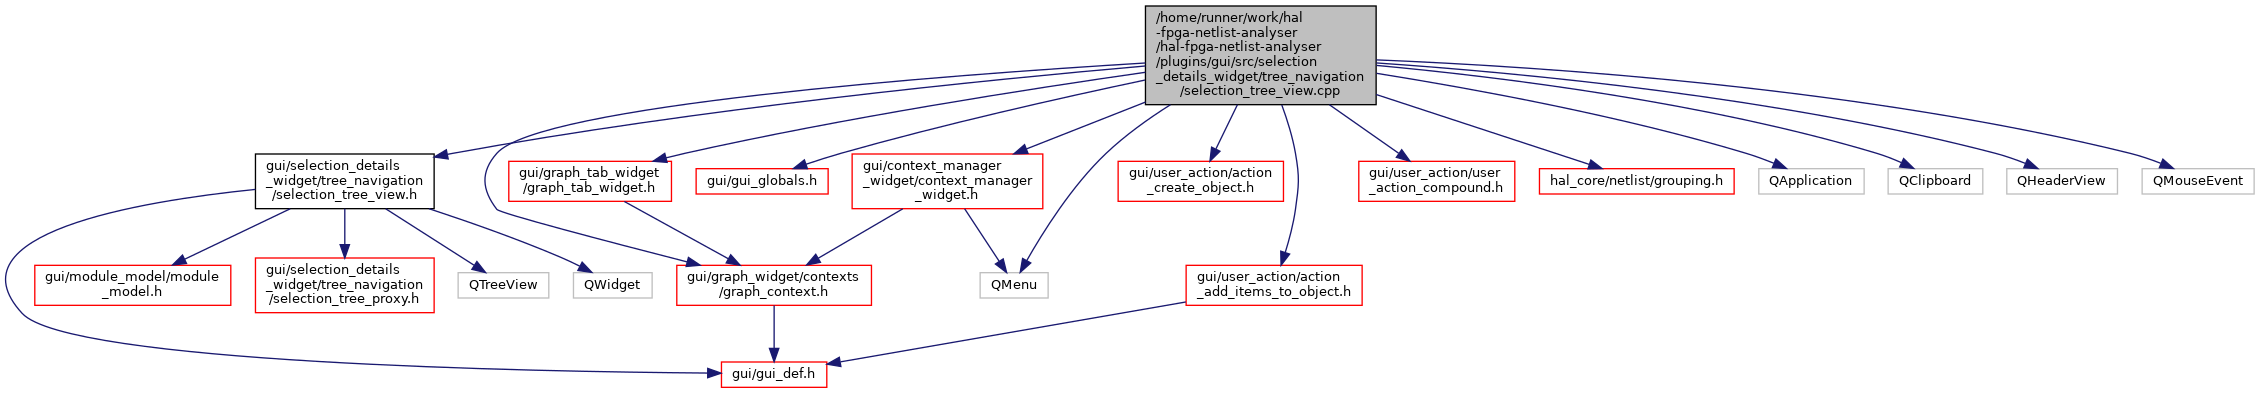 /home/runner/work/hal
-fpga-netlist-analyser
/hal-fpga-netlist-analyser
/plugins/gui/src/selection
_details_widget/tree_navigation
/selection_tree_view.cpp
gui/selection_details
_widget/tree_navigation
/selection_tree_view.h
gui/graph_tab_widget
/graph_tab_widget.h
gui/gui_globals.h
gui/context_manager
_widget/context_manager
_widget.h
gui/user_action/action
_create_object.h
gui/user_action/user
_action_compound.h
hal_core/netlist/grouping.h
QApplication
QClipboard
QHeaderView
QMouseEvent
gui/module_model/module
_model.h
gui/selection_details
_widget/tree_navigation
/selection_tree_proxy.h
QTreeView
QWidget
gui/graph_widget/contexts
/graph_context.h
QMenu
gui/user_action/action
_add_items_to_object.h
gui/gui_def.h